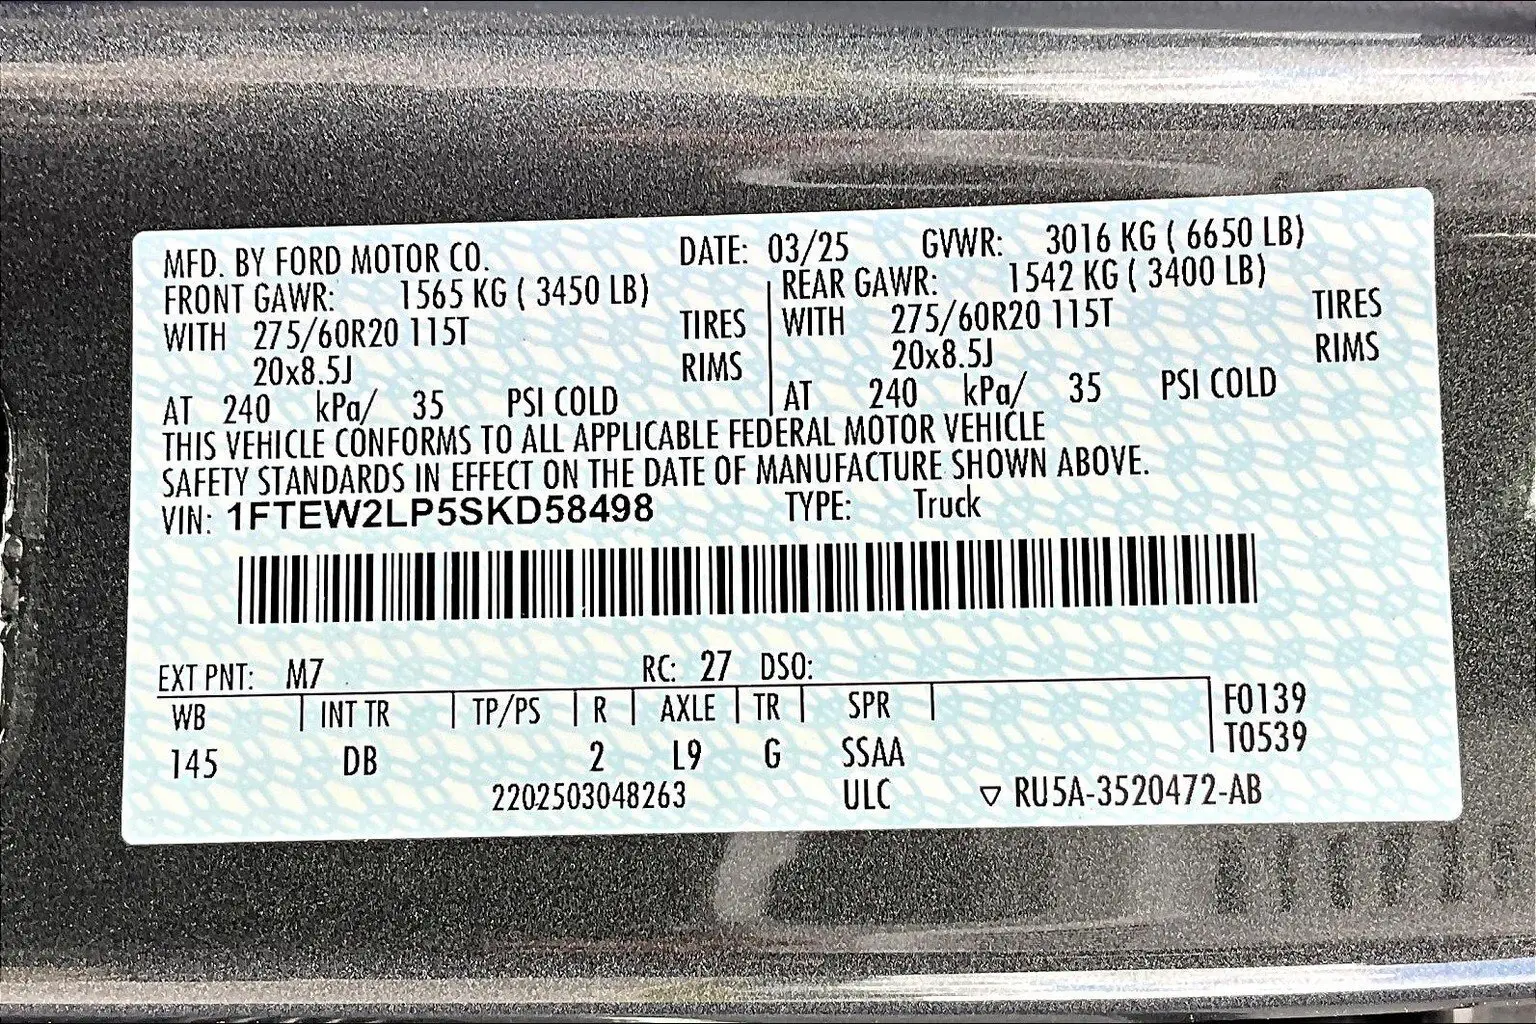 MFD. BY FORD MOTOR CO. DATE: 03/25 GVWR: 3016 KG ( 6650 LB)
FRONT GAWR: 1565 KG ( 3450 LB) REAR GAWR: 1542 KG ( 3400 LB)
WITH 275/60R20 115T TIRES WITH 275/60R20 115T TIRES
20x8.5J RIMS 20x8.5J RIMS
AT 240 kPa/ 35 PSI COLD AT 240 kPa/ 35 PSI COLD
THIS VEHICLE CONFORMS TO ALL APPLICABLE FEDERAL MOTOR VEHICLE
SAFETY STANDARDS IN EFFECT ON THE DATE OF MANUFACTURE SHOWN ABOVE.
VIN: 1FTEW2LP5SKD58498 TYPE: Truck
EXT PNT: M7 RC: 27 DSO:
WB INT TR TP/PS R AXLE TR SPR F0139
T0539
145 DB 2 L9 G SSAA
2202503048263 ULC ▽ RU5A-3520472-AB